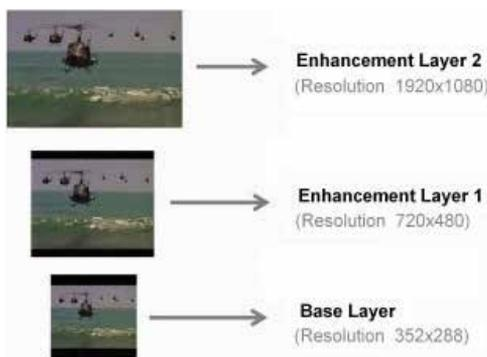 Enhancement Layer 2
(Resolution 1920x1080)
Enhancement Layer 1
(Resolution 720x480)
Base Layer
(Resolution 352x288)